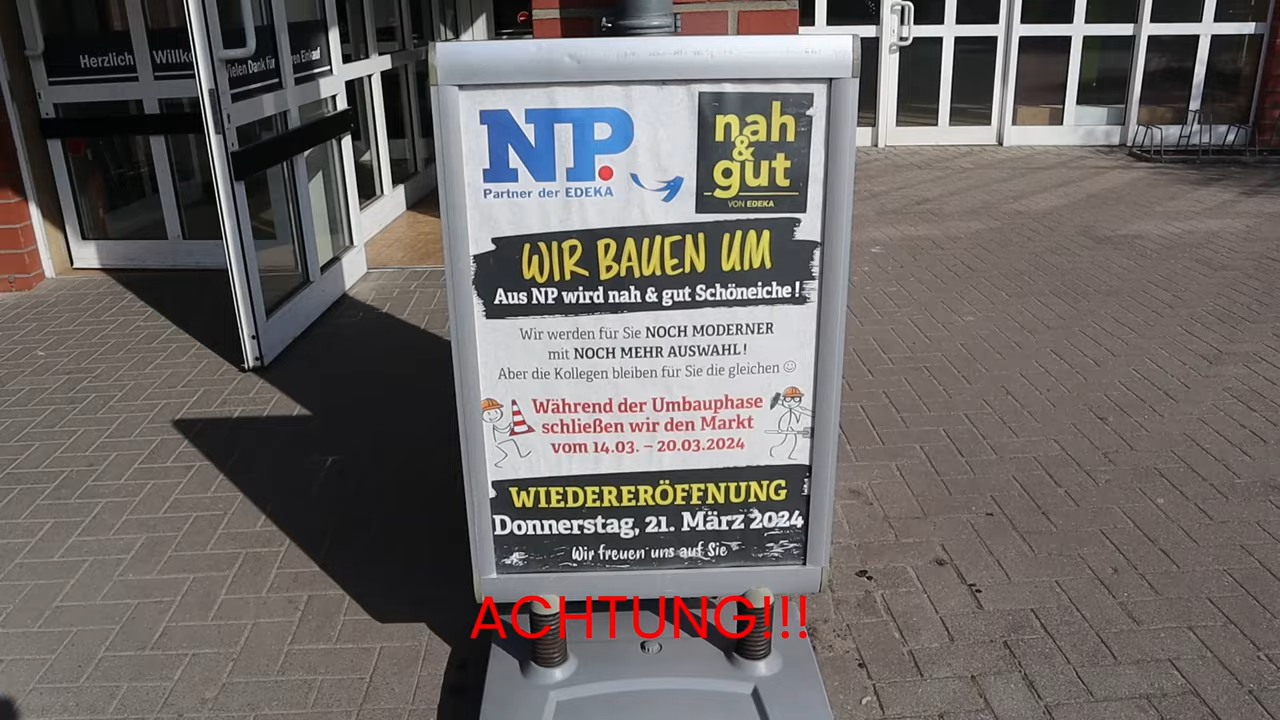 Herzlich Willko
Vielen Dank für
en Einkauf
NP.
Partner der EDEKA
nah
&
gut
VON EDEKA
WIR BAUEN UM
Aus NP wird nah & gut Schöneiche!
Wir werden für Sie NOCH MODERNER
mit NOCH MEHR AUSWAHL!
Aber die Kollegen bleiben für Sie die gleichen ☺
Während der Umbauphase
schließen wir den Markt
vom 14.03. – 20.03.2024
WIEDERERÖFFNUNG
Donnerstag, 21. März 2024
Wir freuen uns auf Sie
ACHTUNG!!!